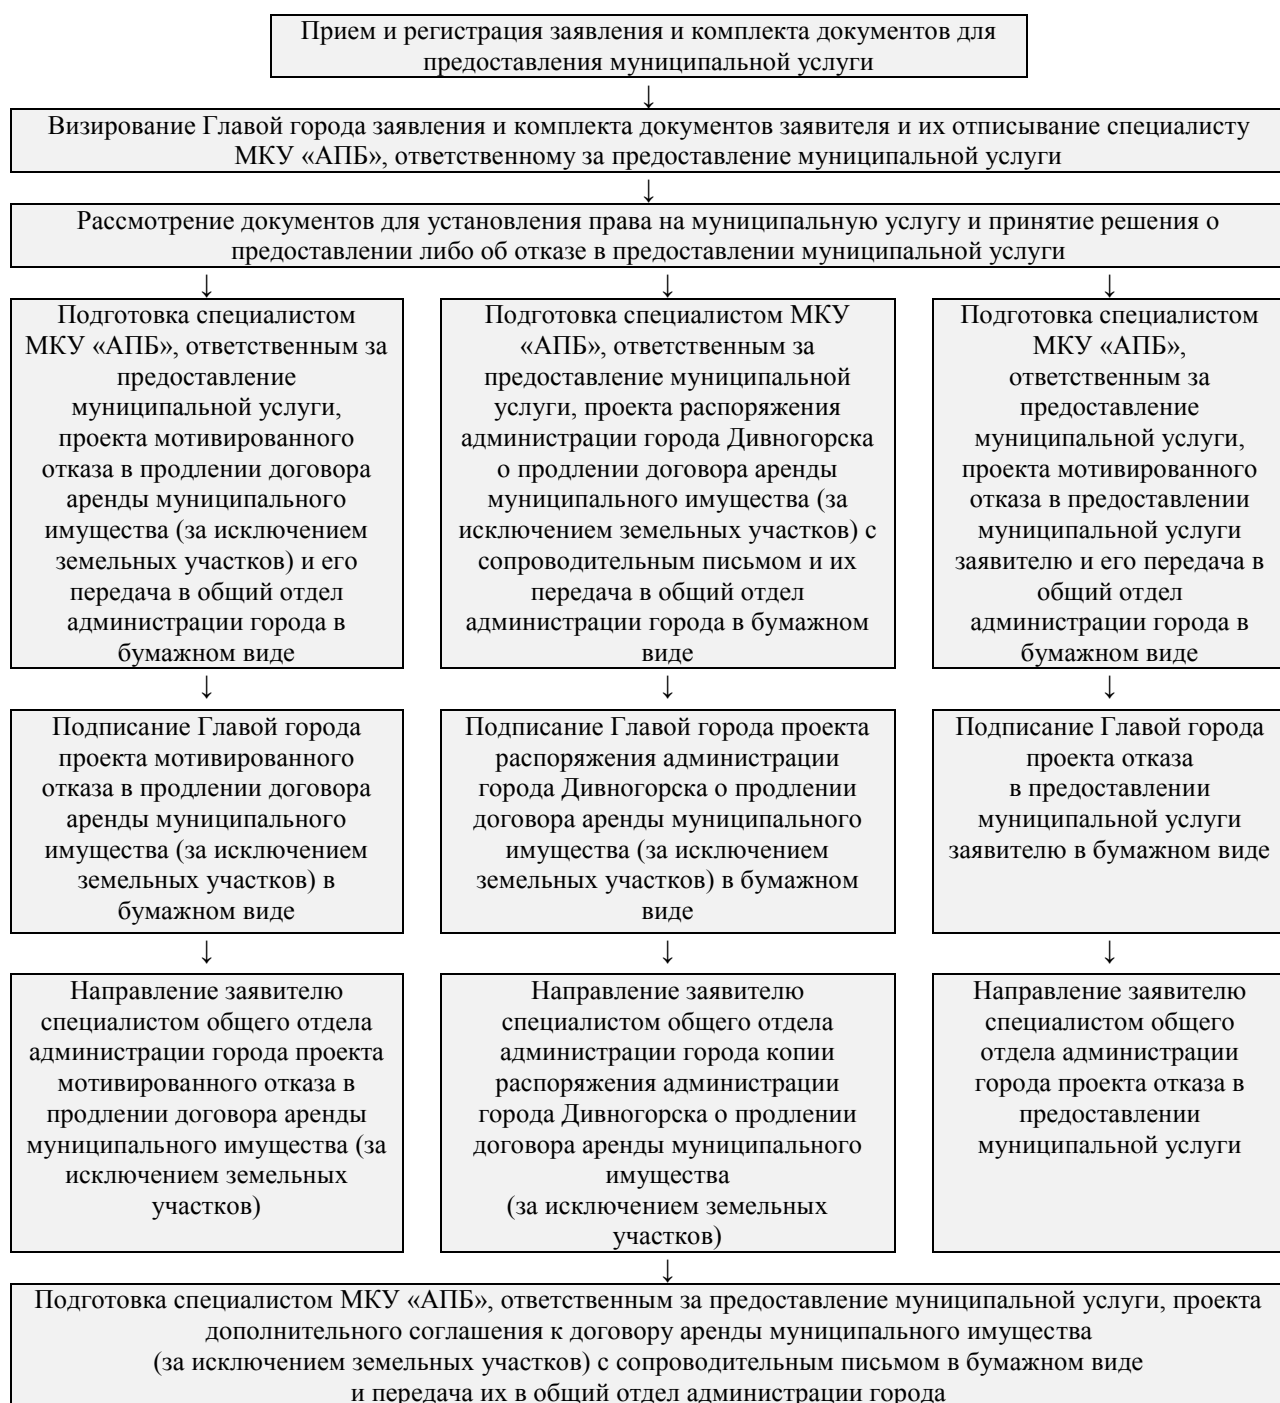 Прием и регистрация заявления и комплекта документов для
предоставления муниципальной услуги
↓
Визирование Главой города заявления и комплекта документов заявителя и их отписывание специалисту
МКУ «АПБ», ответственному за предоставление муниципальной услуги
↓
Рассмотрение документов для установления права на муниципальную услугу и принятие решения о
предоставлении либо об отказе в предоставлении муниципальной услуги
↓ ↓ ↓
Подготовка специалистом
МКУ «АПБ», ответственным за
предоставление
муниципальной услуги,
проекта мотивированного
отказа в продлении договора
аренды муниципального
имущества (за исключением
земельных участков) и его
передача в общий отдел
администрации города в
бумажном виде
Подготовка специалистом МКУ
«АПБ», ответственным за
предоставление муниципальной
услуги, проекта распоряжения
администрации города Дивногорска
о продлении договора аренды
муниципального имущества (за
исключением земельных участков) с
сопроводительным письмом и их
передача в общий отдел
администрации города в бумажном
виде
Подготовка специалистом
МКУ «АПБ»,
ответственным за
предоставление
муниципальной услуги,
проекта мотивированного
отказа в предоставлении
муниципальной услуги
заявителю и его передача в
общий отдел
администрации города в
бумажном виде
↓ ↓ ↓
Подписание Главой города
проекта мотивированного
отказа в продлении договора
аренды муниципального
имущества (за исключением
земельных участков) в
бумажном виде
Подписание Главой города проекта
распоряжения администрации
города Дивногорска о продлении
договора аренды муниципального
имущества (за исключением
земельных участков) в бумажном
виде
Подписание Главой города
проекта отказа
в предоставлении
муниципальной услуги
заявителю в бумажном виде
↓ ↓ ↓
Направление заявителю
специалистом общего отдела
администрации города проекта
мотивированного отказа в
продлении договора аренды
муниципального имущества (за
исключением земельных
участков)
Направление заявителю
специалистом общего отдела
администрации города копии
распоряжения администрации
города Дивногорска о продлении
договора аренды муниципального
имущества
(за исключением земельных
участков)
Направление заявителю
специалистом общего
отдела администрации
города проекта отказа в
предоставлении
муниципальной услуги
↓
Подготовка специалистом МКУ «АПБ», ответственным за предоставление муниципальной услуги, проекта
дополнительного соглашения к договору аренды муниципального имущества
(за исключением земельных участков) с сопроводительным письмом в бумажном виде
и передача их в общий отдел администрации города